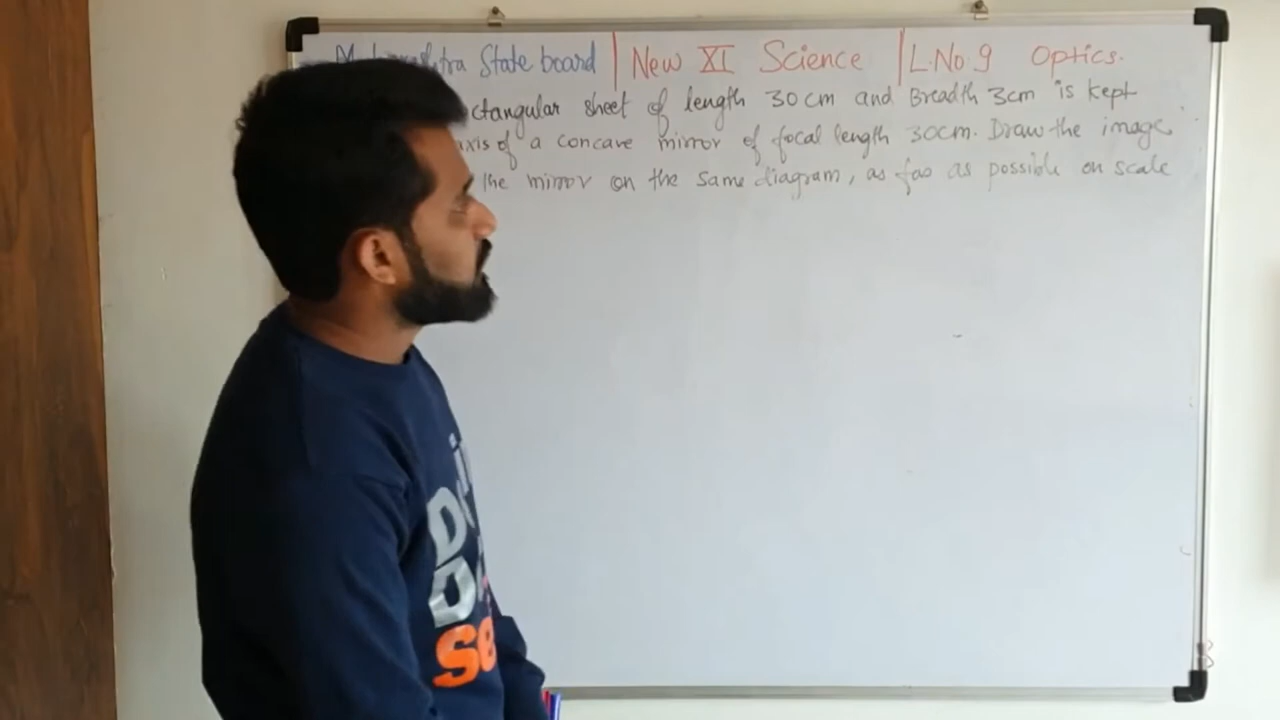 State board | New XI Science | L.No.9 Optics.
ctangular sheet of length 30 cm and Breadth 3cm is kept
axis of a concave mirror of focal length 30cm. Draw the image
the mirror on the same diagram, as fao as possible on scale